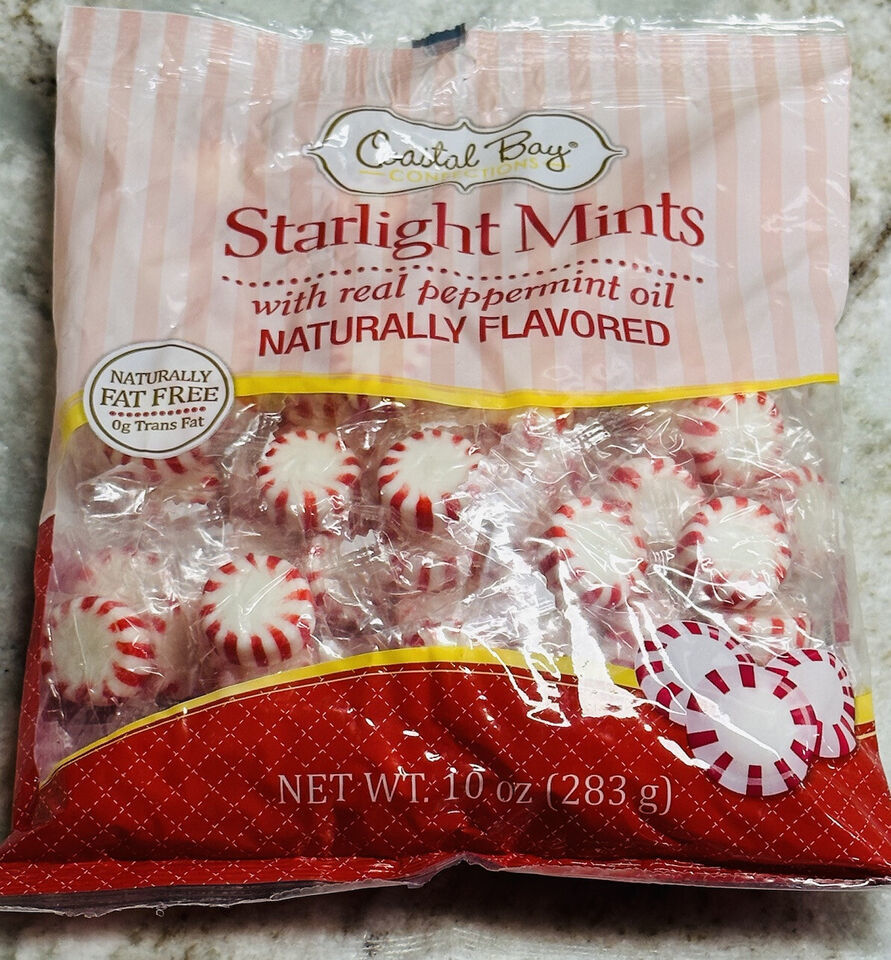 Coastal Bay®
CONFECTIONS
Starlight Mints
with real peppermint oil
NATURALLY FLAVORED
NATURALLY
FAT FREE
0g Trans Fat
NET WT. 10 oz (283 g)